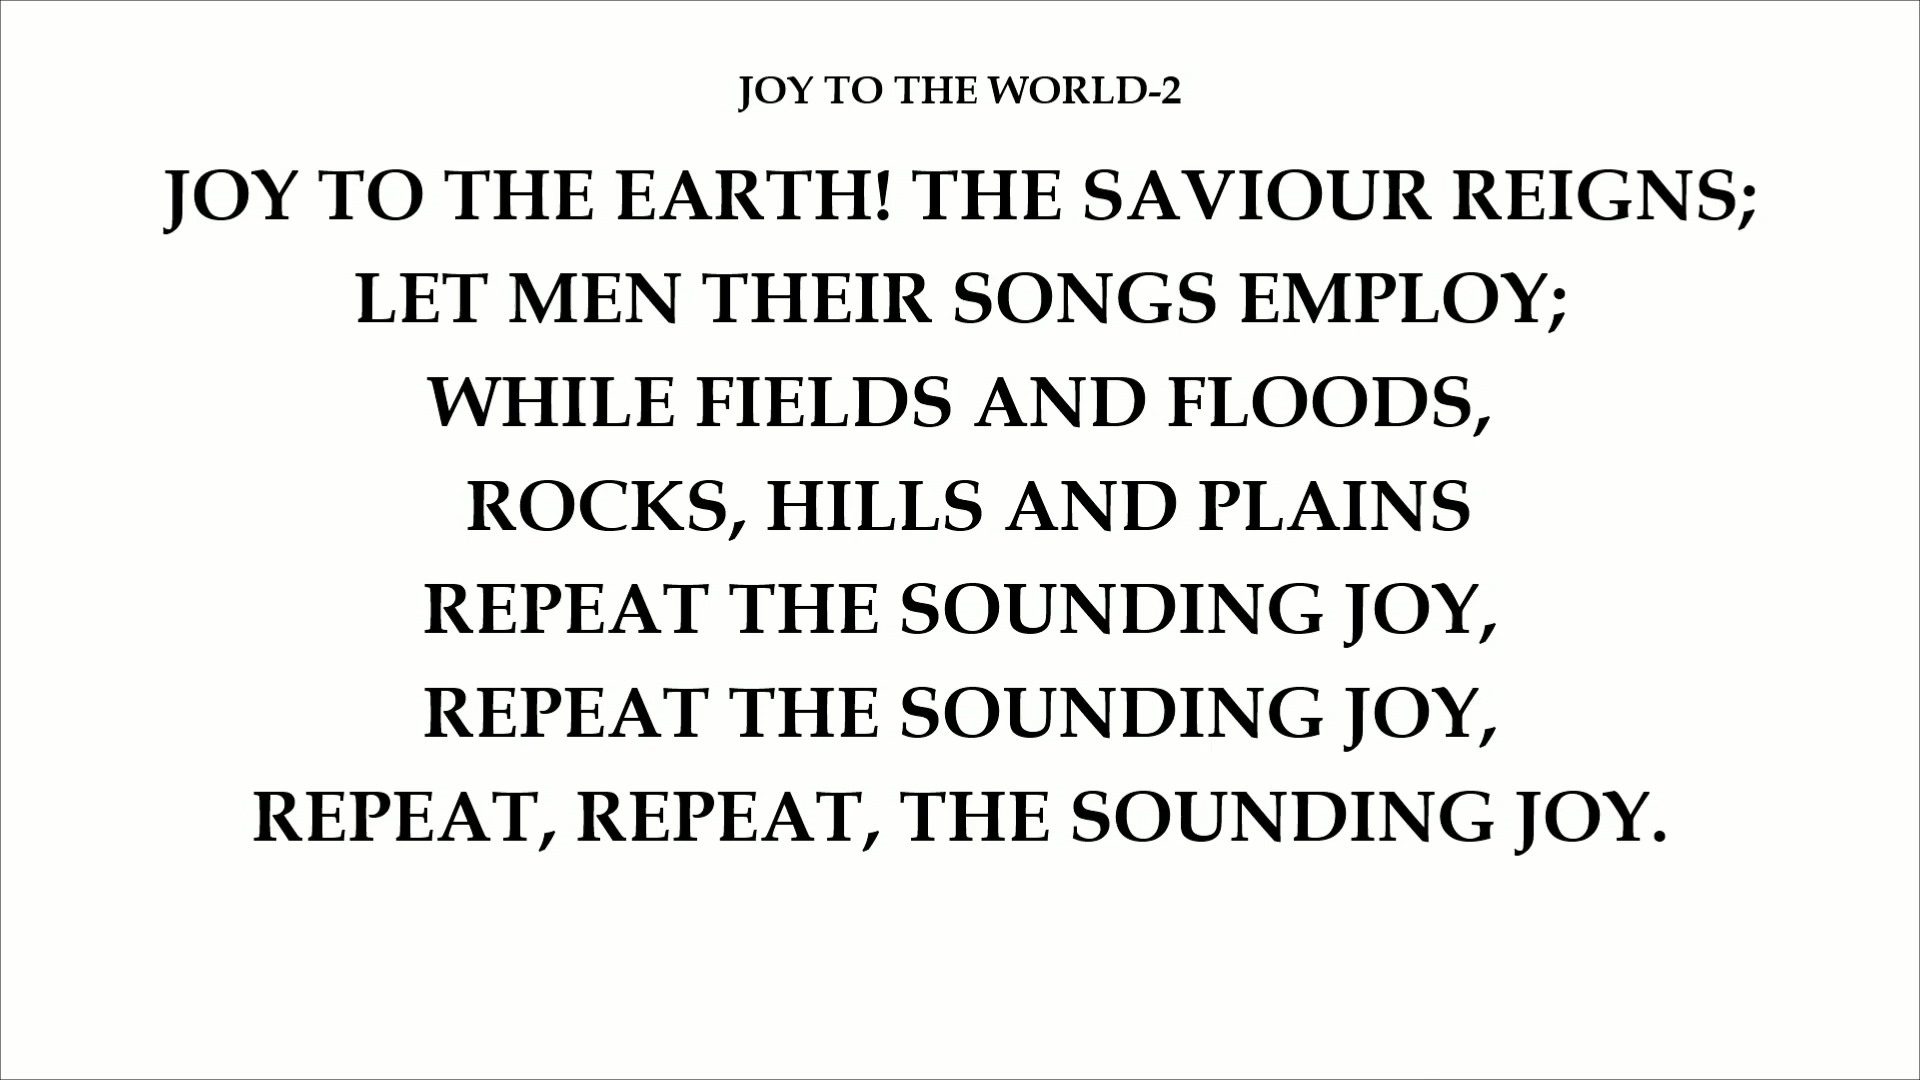 JOY TO THE WORLD-2
JOY TO THE EARTH! THE SAVIOUR REIGNS;
LET MEN THEIR SONGS EMPLOY;
WHILE FIELDS AND FLOODS,
ROCKS, HILLS AND PLAINS
REPEAT THE SOUNDING JOY,
REPEAT THE SOUNDING JOY,
REPEAT, REPEAT, THE SOUNDING JOY.